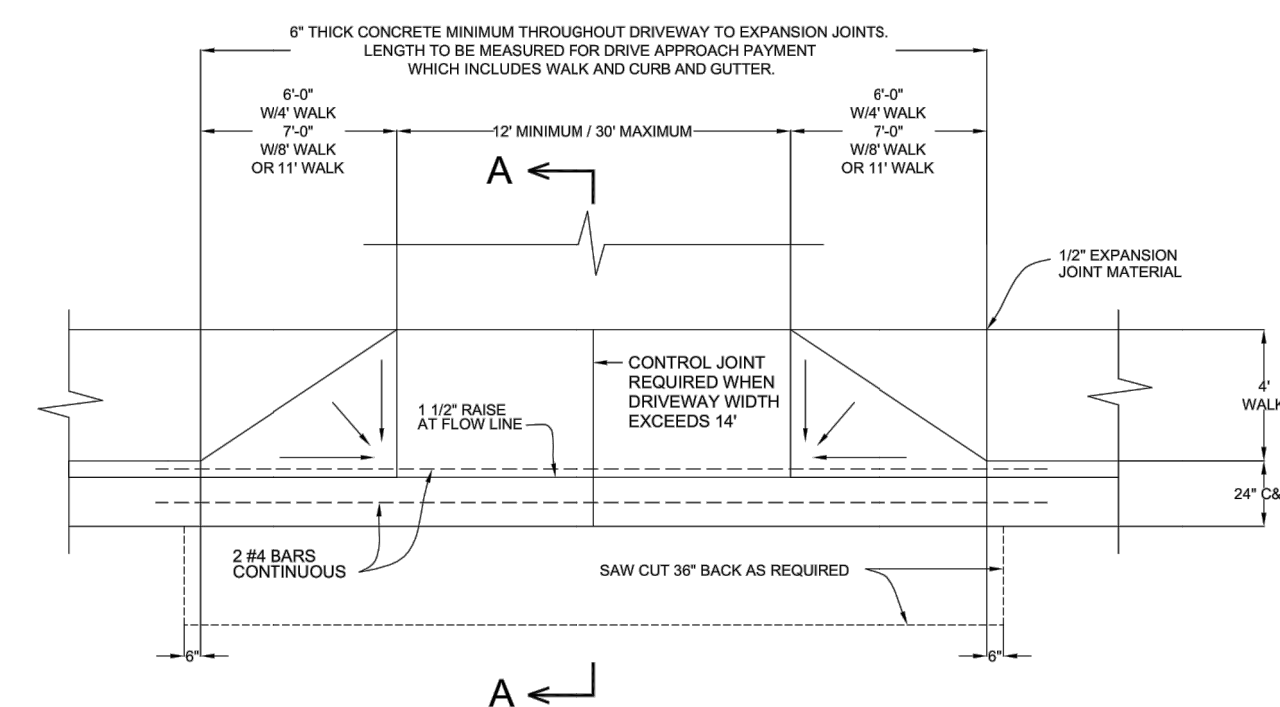 6" THICK CONCRETE MINIMUM THROUGHOUT DRIVEWAY TO EXPANSION JOINTS.
LENGTH TO BE MEASURED FOR DRIVE APPROACH PAYMENT
WHICH INCLUDES WALK AND CURB AND GUTTER.
6'-0"
W/4' WALK
7'-0"
W/8' WALK
OR 11' WALK
12' MINIMUM / 30' MAXIMUM
6'-0"
W/4' WALK
7'-0"
W/8' WALK
OR 11' WALK
A
1/2" EXPANSION
JOINT MATERIAL
CONTROL JOINT
REQUIRED WHEN
DRIVEWAY WIDTH
EXCEEDS 14'
1 1/2" RAISE
AT FLOW LINE
4'
WALK
24" C&
2 #4 BARS
CONTINUOUS
SAW CUT 36" BACK AS REQUIRED
6"
6"
A